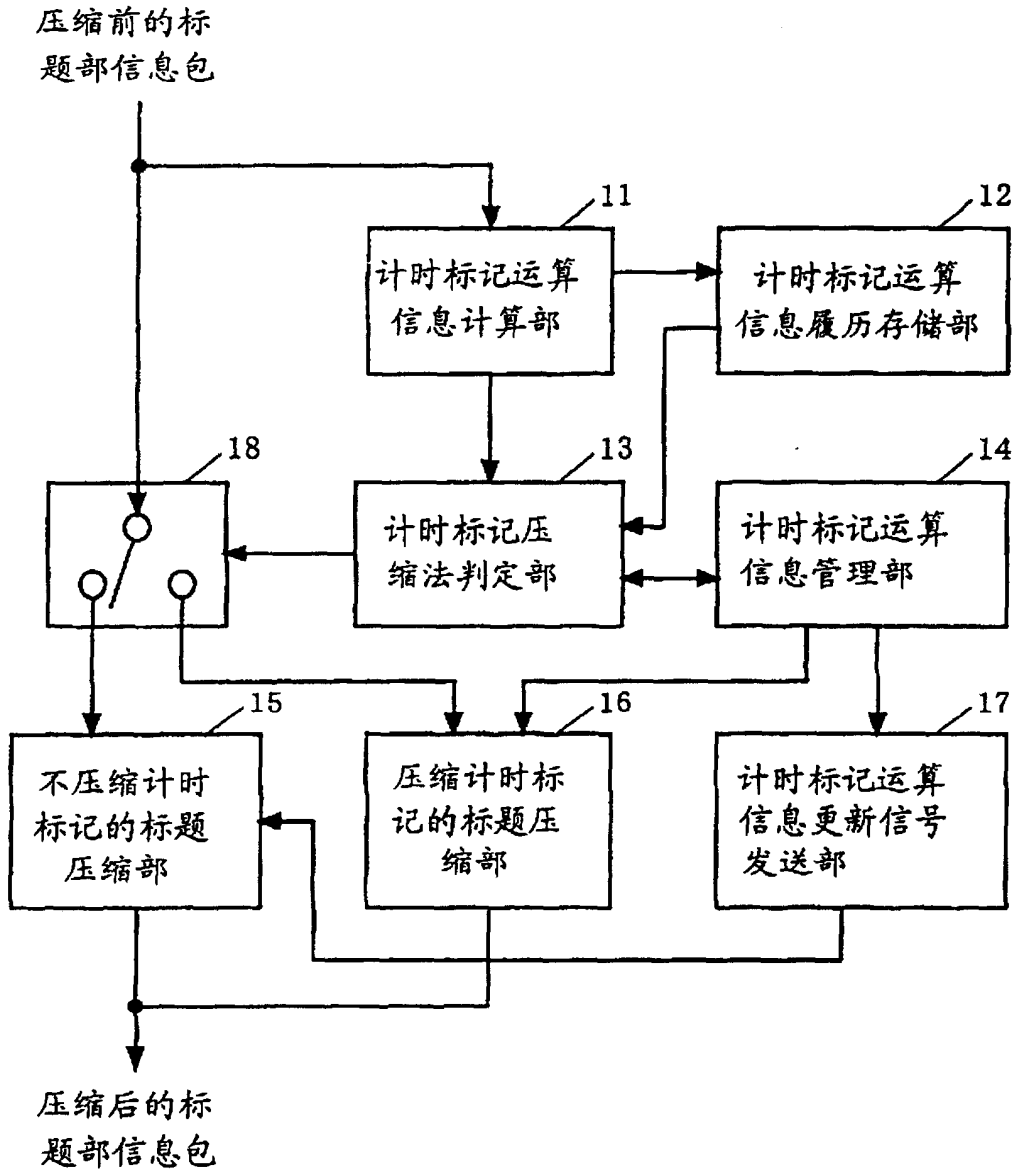 压缩前的标
题部信息包
11
计时标记运算
信息计算部
12
计时标记运算
信息履历存储部
18
13
计时标记压
缩法判定部
14
计时标记运算
信息管理部
15
不压缩计时
标记的标题
压缩部
16
压缩计时标
记的标题压
缩部
17
计时标记运算
信息更新信号
发送部
压缩后的标
题部信息包